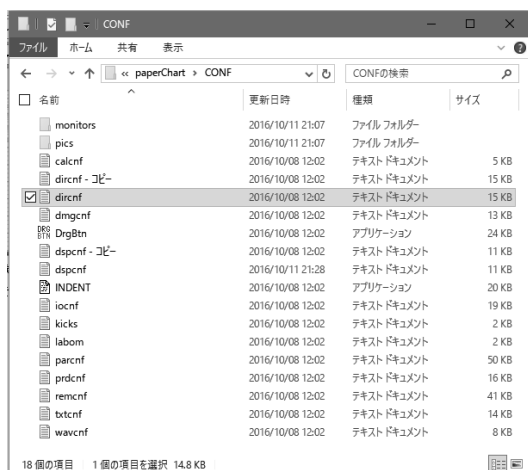 CONF
ファイル ホーム 共有 表示
« paperChart › CONF CONFの検索
名前 更新日時 種類 サイズ
monitors 2016/10/11 21:07 ファイル フォルダー
pics 2016/10/11 21:07 ファイル フォルダー
calcnf 2016/10/08 12:02 テキスト ドキュメント 5 KB
dircnf - コピー 2016/10/08 12:02 テキスト ドキュメント 15 KB
dircnf 2016/10/08 12:02 テキスト ドキュメント 15 KB
dmgcnf 2016/10/08 12:02 テキスト ドキュメント 13 KB
DRG BTN DrgBtn 2016/10/08 12:02 アプリケーション 24 KB
dspcnf - コピー 2016/10/08 12:02 テキスト ドキュメント 11 KB
dspcnf 2016/10/11 21:28 テキスト ドキュメント 11 KB
INDENT 2016/10/08 12:02 アプリケーション 20 KB
iocnf 2016/10/08 12:02 テキスト ドキュメント 19 KB
kicks 2016/10/08 12:02 テキスト ドキュメント 2 KB
labom 2016/10/08 12:02 テキスト ドキュメント 2 KB
parcnf 2016/10/08 12:02 テキスト ドキュメント 50 KB
prdcnf 2016/10/08 12:02 テキスト ドキュメント 16 KB
remcnf 2016/10/08 12:02 テキスト ドキュメント 41 KB
txtcnf 2016/10/08 12:02 テキスト ドキュメント 14 KB
wavcnf 2016/10/08 12:02 テキスト ドキュメント 8 KB
18 個の項目 1 個の項目を選択 14.8 KB